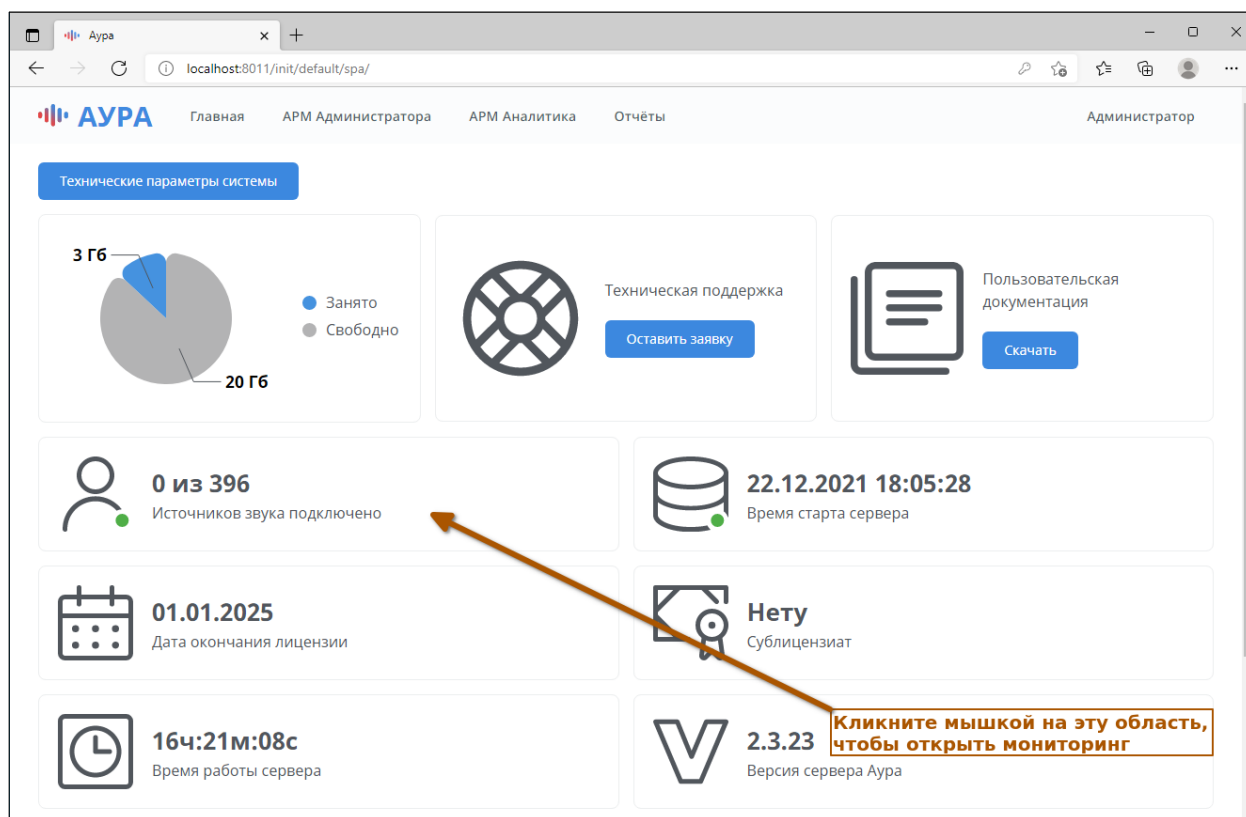 Аура
localhost:8011/init/default/spa/
АУРА
Главная
АРМ Администратора
АРМ Аналитика
Отчёты
Администратор
Технические параметры системы
3 Гб
20 Гб
Занято
Свободно
Техническая поддержка
Оставить заявку
Пользовательская
документация
Скачать
0 из 396
Источников звука подключено
22.12.2021 18:05:28
Время старта сервера
01.01.2025
Дата окончания лицензии
Нету
Сублицензиат
16ч:21м:08с
Время работы сервера
2.3.23
Версия сервера Аура
Кликните мышкой на эту область,
чтобы открыть мониторинг